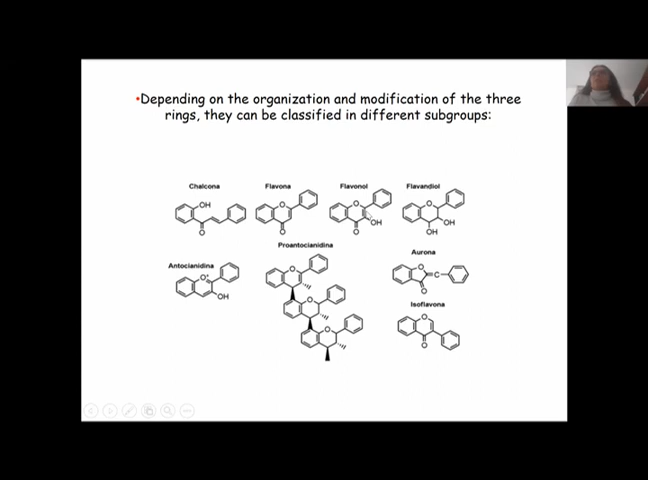 •Depending on the organization and modification of the three
rings, they can be classified in different subgroups:
Chalcona
Flavona
Flavonol
Flavandiol
OH
O
O
O
O
O
OH
O
OH
OH
Proantocianidina
Antocianidina
O+
OH
O
O
O
Aurona
O
C
O
Isoflavona
O
O